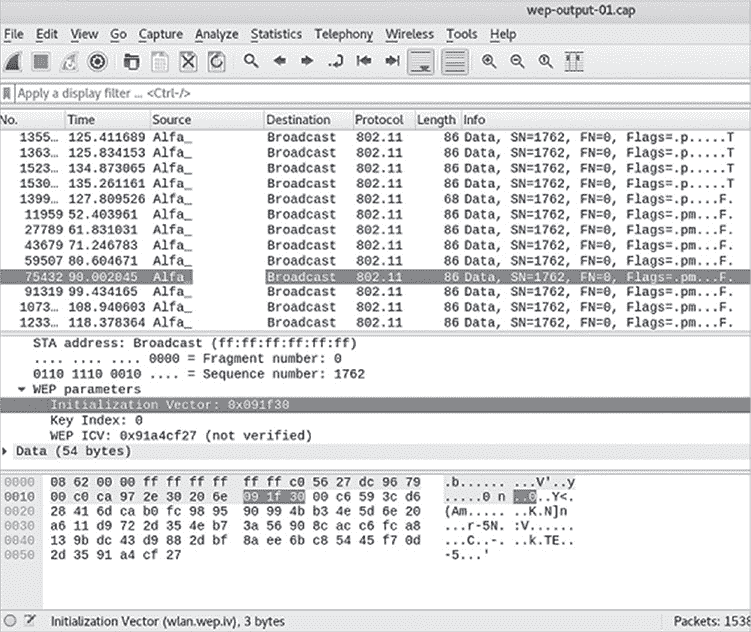 wep-output-01.cap
File Edit View Go Capture Analyze Statistics Telephony Wireless Tools Help
Apply a display filter ... <Ctrl-/>
No. Time Source Destination Protocol Length Info
1355… 125.411689 Alfa_ Broadcast 802.11 86 Data, SN=1762, FN=0, Flags=.p.....T
1363… 125.834153 Alfa_ Broadcast 802.11 86 Data, SN=1762, FN=0, Flags=.p.....T
1523… 134.873065 Alfa_ Broadcast 802.11 86 Data, SN=1762, FN=0, Flags=.p.....T
1530… 135.261161 Alfa_ Broadcast 802.11 86 Data, SN=1762, FN=0, Flags=.p.....T
1399… 127.809526 Alfa_ Broadcast 802.11 68 Data, SN=1762, FN=0, Flags=.p....F.
11959 52.403961 Alfa_ Broadcast 802.11 86 Data, SN=1762, FN=0, Flags=.pm...F.
27789 61.831031 Alfa_ Broadcast 802.11 86 Data, SN=1762, FN=0, Flags=.pm...F.
43679 71.246783 Alfa_ Broadcast 802.11 86 Data, SN=1762, FN=0, Flags=.pm...F.
59507 80.604671 Alfa_ Broadcast 802.11 86 Data, SN=1762, FN=0, Flags=.pm...F.
75432 90.002045 Alfa_ Broadcast 802.11 86 Data, SN=1762, FN=0, Flags=.pm...F.
91319 99.434165 Alfa_ Broadcast 802.11 86 Data, SN=1762, FN=0, Flags=.pm...F.
1073… 108.940603 Alfa_ Broadcast 802.11 86 Data, SN=1762, FN=0, Flags=.pm...F.
1233… 118.378364 Alfa_ Broadcast 802.11 86 Data, SN=1762, FN=0, Flags=.pm...F.
STA address: Broadcast (ff:ff:ff:ff:ff:ff)
.... .... .... 0000 = Fragment number: 0
0110 1110 0010 .... = Sequence number: 1762
WEP parameters
Initialization Vector: 0x091f30
Key Index: 0
WEP ICV: 0x91a4cf27 (not verified)
Data (54 bytes)
0000 08 62 00 00 ff ff ff ff ff ff c0 56 27 dc 96 79 .b...... ...V'..y
0010 00 c0 ca 97 2e 30 20 6e 09 1f 30 00 c6 59 3c d6 .....0 n ..0..Y<.
0020 28 41 6d ca b0 fc 98 95 90 99 4b b3 4e 5d 6e 20 (Am..... ..K.N]n
0030 a6 11 d9 72 2d 35 4e b7 3a 56 90 8c ac c6 fc a8 ...r-5N. :V......
0040 13 9b dc 43 d9 88 2d bf 8a ee 6b c8 54 45 f7 0d ...C..-. ..k.TE..
0050 2d 35 91 a4 cf 27 -5...'
Initialization Vector (wlan.wep.iv), 3 bytes Packets: 1538